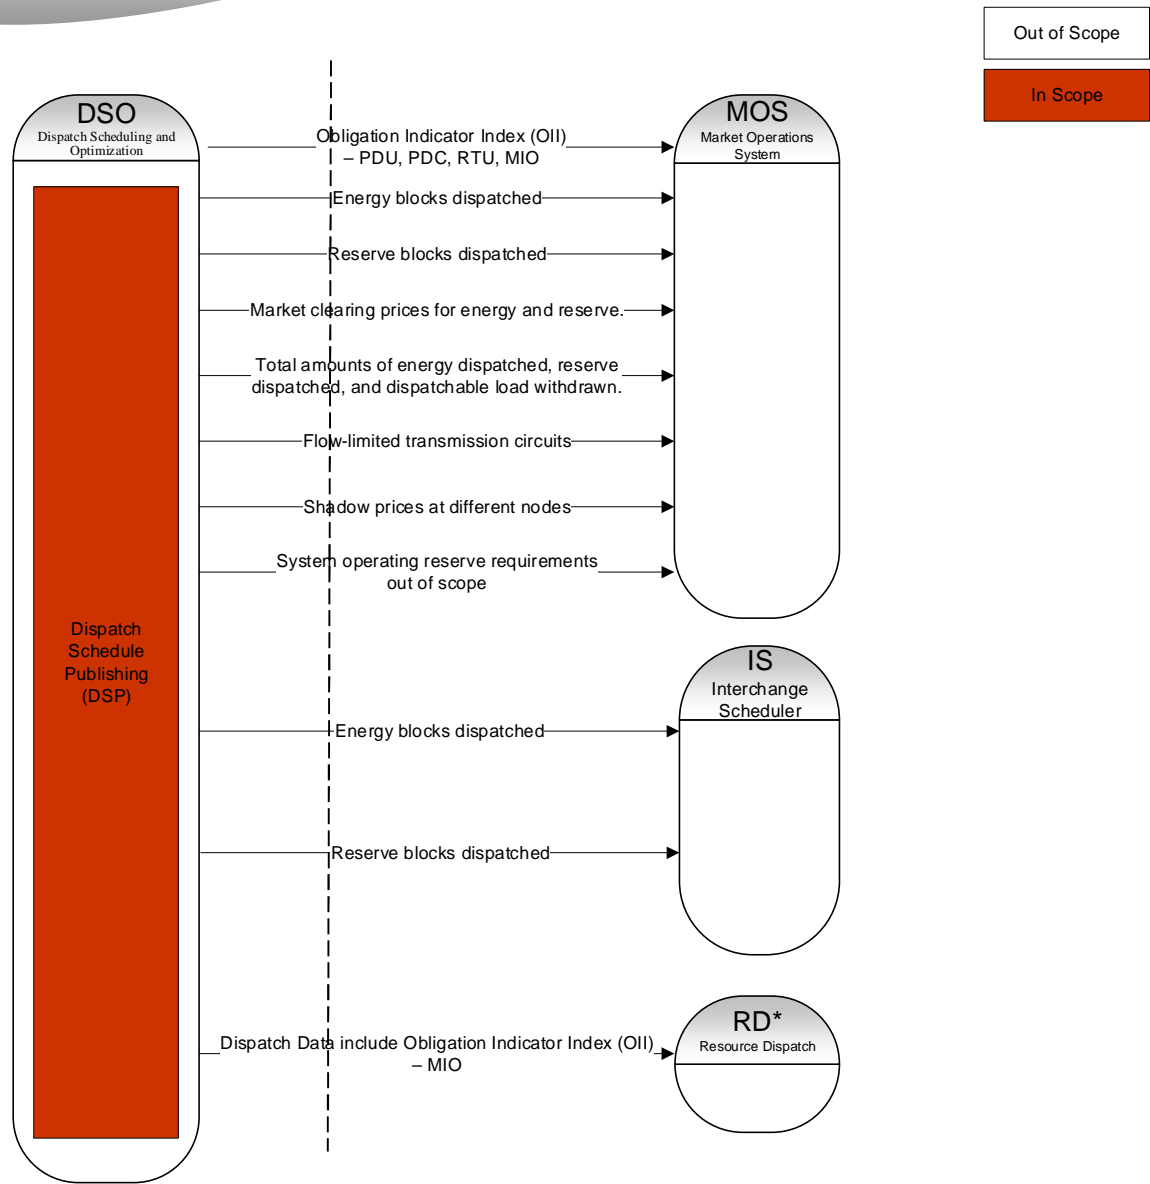 Out of Scope
In Scope
DSO
Dispatch Scheduling and
Optimization
MOS
Market Operations
System
Obligation Indicator Index (OII)
– PDU, PDC, RTU, MIO
Energy blocks dispatched
Reserve blocks dispatched
Market clearing prices for energy and reserve.
Total amounts of energy dispatched, reserve
dispatched, and dispatchable load withdrawn.
Flow-limited transmission circuits
Shadow prices at different nodes
System operating reserve requirements
out of scope
Dispatch
Schedule
Publishing
(DSP)
IS
Interchange
Scheduler
Energy blocks dispatched
Reserve blocks dispatched
RD*
Resource Dispatch
Dispatch Data include Obligation Indicator Index (OII)
– MIO